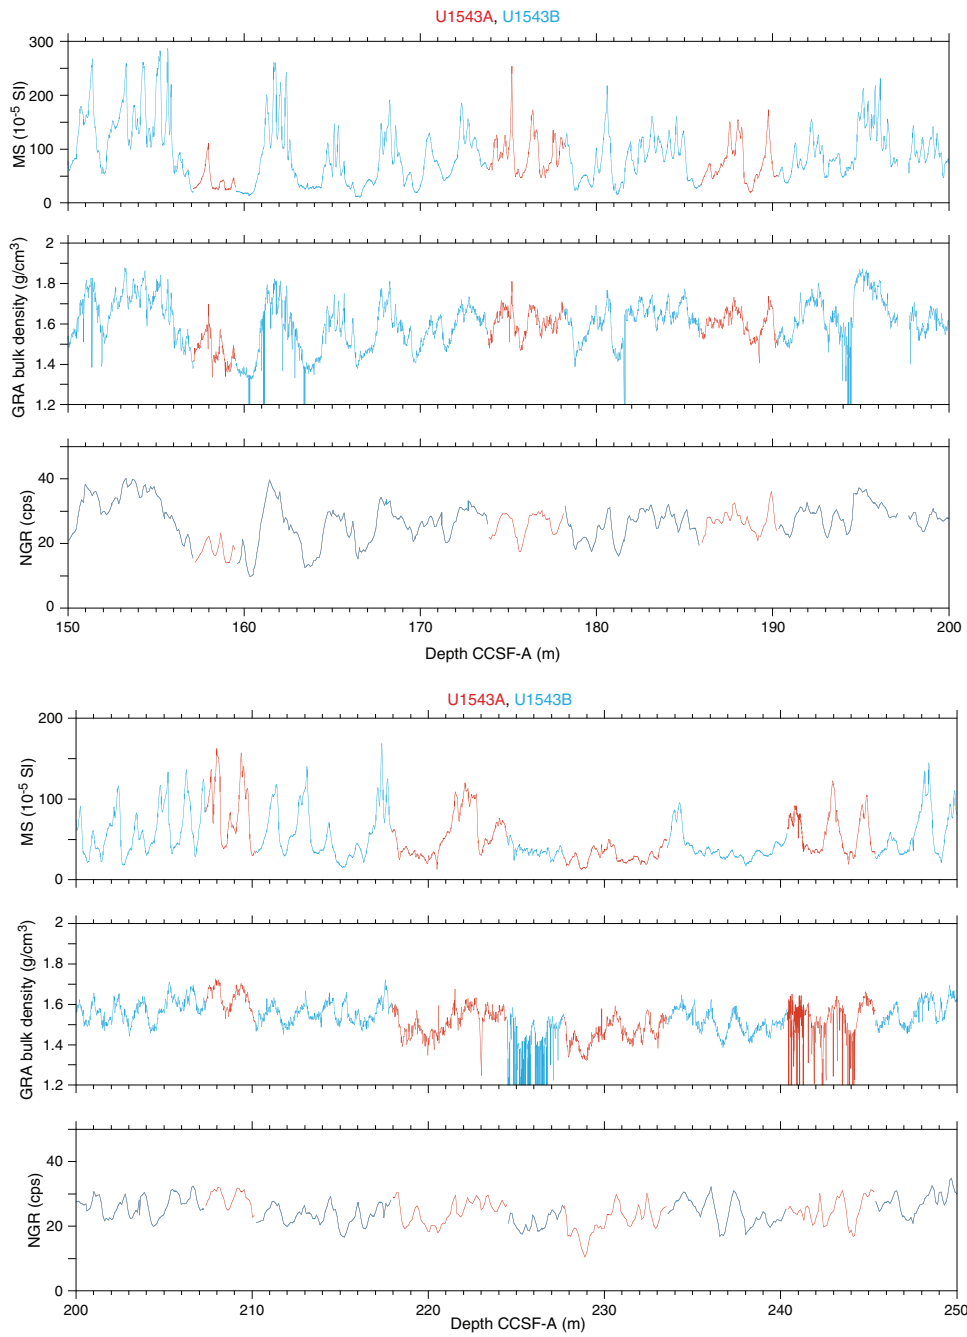 U1543A, U1543B
300
200
100
0
MS (10-5 SI)
2
1.8
1.6
1.4
1.2
GRA bulk density (g/cm3)
40
20
0
NGR (cps)
150 160 170 180 190 200
Depth CCSF-A (m)
U1543A, U1543B
200
100
0
MS (10-5 SI)
2
1.8
1.6
1.4
1.2
GRA bulk density (g/cm3)
40
20
0
NGR (cps)
200 210 220 230 240 250
Depth CCSF-A (m)